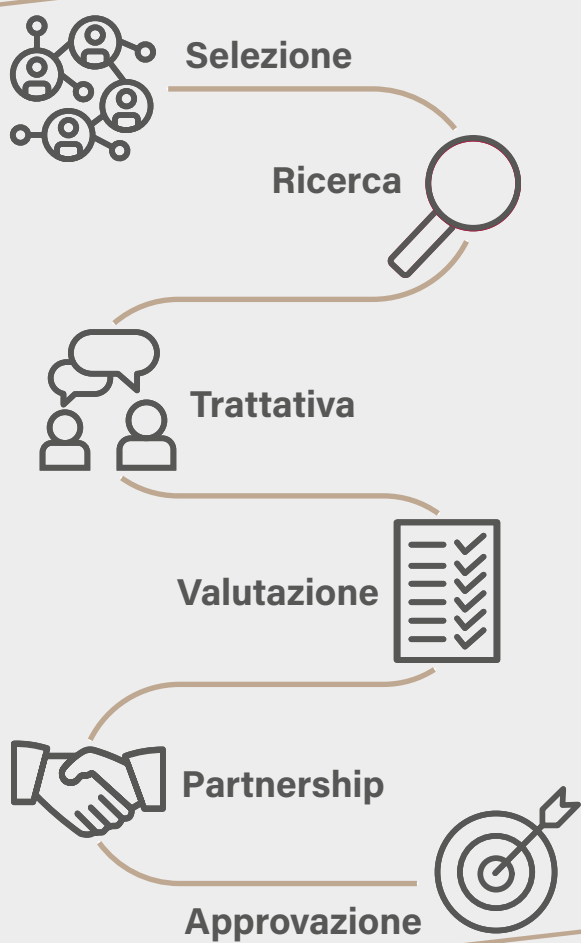 Selezione
Ricerca
Trattativa
Valutazione
Partnership
Approvazione